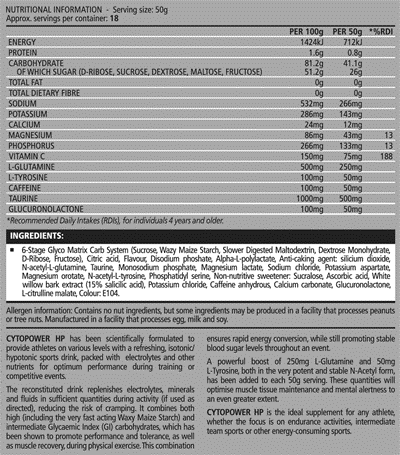 NUTRITIONAL INFORMATION - Serving size: 50g
Approx. servings per container: 18
PER 100g PER 50g *%RDI
ENERGY 1424kJ 712kJ
PROTEIN 1.6g 0.8g
CARBOHYDRATE 81.2g 41.1g
OF WHICH SUGAR (D-RIBOSE, SUCROSE, DEXTROSE, MALTOSE, FRUCTOSE) 51.2g 26g
TOTAL FAT 0g 0g
TOTAL DIETARY FIBRE 0g 0g
SODIUM 532mg 266mg
POTASSIUM 286mg 143mg
CALCIUM 24mg 12mg
MAGNESIUM 86mg 43mg 13
PHOSPHORUS 266mg 133mg 13
VITAMIN C 150mg 75mg 188
L-GLUTAMINE 500mg 250mg
L-TYROSINE 100mg 50mg
CAFFEINE 100mg 50mg
TAURINE 1000mg 500mg
GLUCURONOLACTONE 100mg 50mg
*Recommended Daily Intakes (RDIs), for individuals 4 years and older.
INGREDIENTS:
6-Stage Glyco Matrix Carb System (Sucrose, Waxy Maize Starch, Slower Digested Maltodextrin, Dextrose Monohydrate,
D-Ribose, Fructose), Citric acid, Flavour, Disodium phosphate, Alpha-L-polylactate, Anti-caking agent: silicium dioxide,
N-acetyl-L-glutamine, Taurine, Monosodium phosphate, Magnesium lactate, Sodium chloride, Potassium aspartate,
Magnesium orotate, N-acetyl-L-tyrosine, Phosphatidyl serine, Non-nutritive sweetener: Sucralose, Ascorbic acid, White
willow bark extract (15% salicilic acid), Potassium chloride, Caffeine anhydrous, Calcium carbonate, Glucuronolactone,
L-citrulline malate, Colour: E104.
Allergen information: Contains no nut ingredients, but some ingredients may be produced in a facility that processes peanuts
or tree nuts. Manufactured in a facility that processes egg, milk and soy.
CYTOPOWER HP has been scientifically formulated to
provide athletes on various levels with a refreshing, isotonic/
hypotonic sports drink, packed with electrolytes and other
nutrients for optimum performance during training or
competitive events.
The reconstituted drink replenishes electrolytes, minerals
and fluids in sufficient quantities during activity (if used as
directed), reducing the risk of cramping. It combines both
high (including the very fast acting Waxy Maize Starch) and
intermediate Glycaemic Index (GI) carbohydrates, which has
been shown to promote performance and tolerance, as well
as muscle recovery, during physical exercise. This combination
ensures rapid energy conversion, while still promoting stable
blood sugar levels throughout an event.
A powerful boost of 250mg L-Glutamine and 50mg
L-Tyrosine, both in the very potent and stable N-Acetyl form,
has been added to each 50g serving. These quantities will
optimise muscle tissue maintenance and mental alertness to
an even greater extent.
CYTOPOWER HP is the ideal supplement for any athlete,
whether the focus is on endurance activities, intermediate
team sports or other energy-consuming sports.